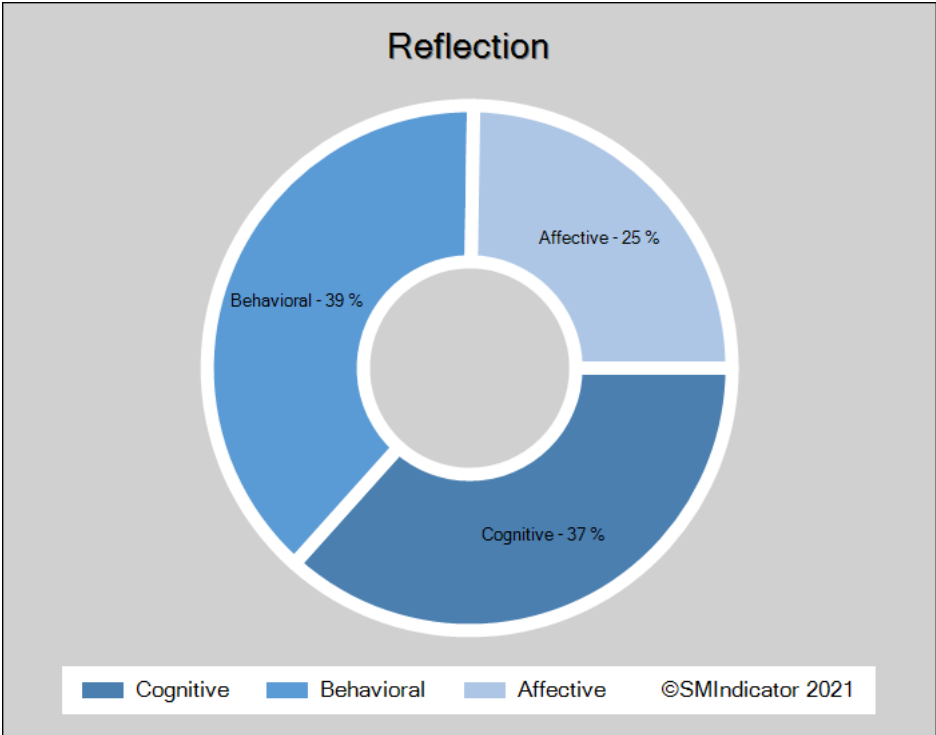 Reflection
Affective - 25 %
Behavioral - 39 %
Cognitive - 37 %
Cognitive Behavioral Affective ©SMIndicator 2021